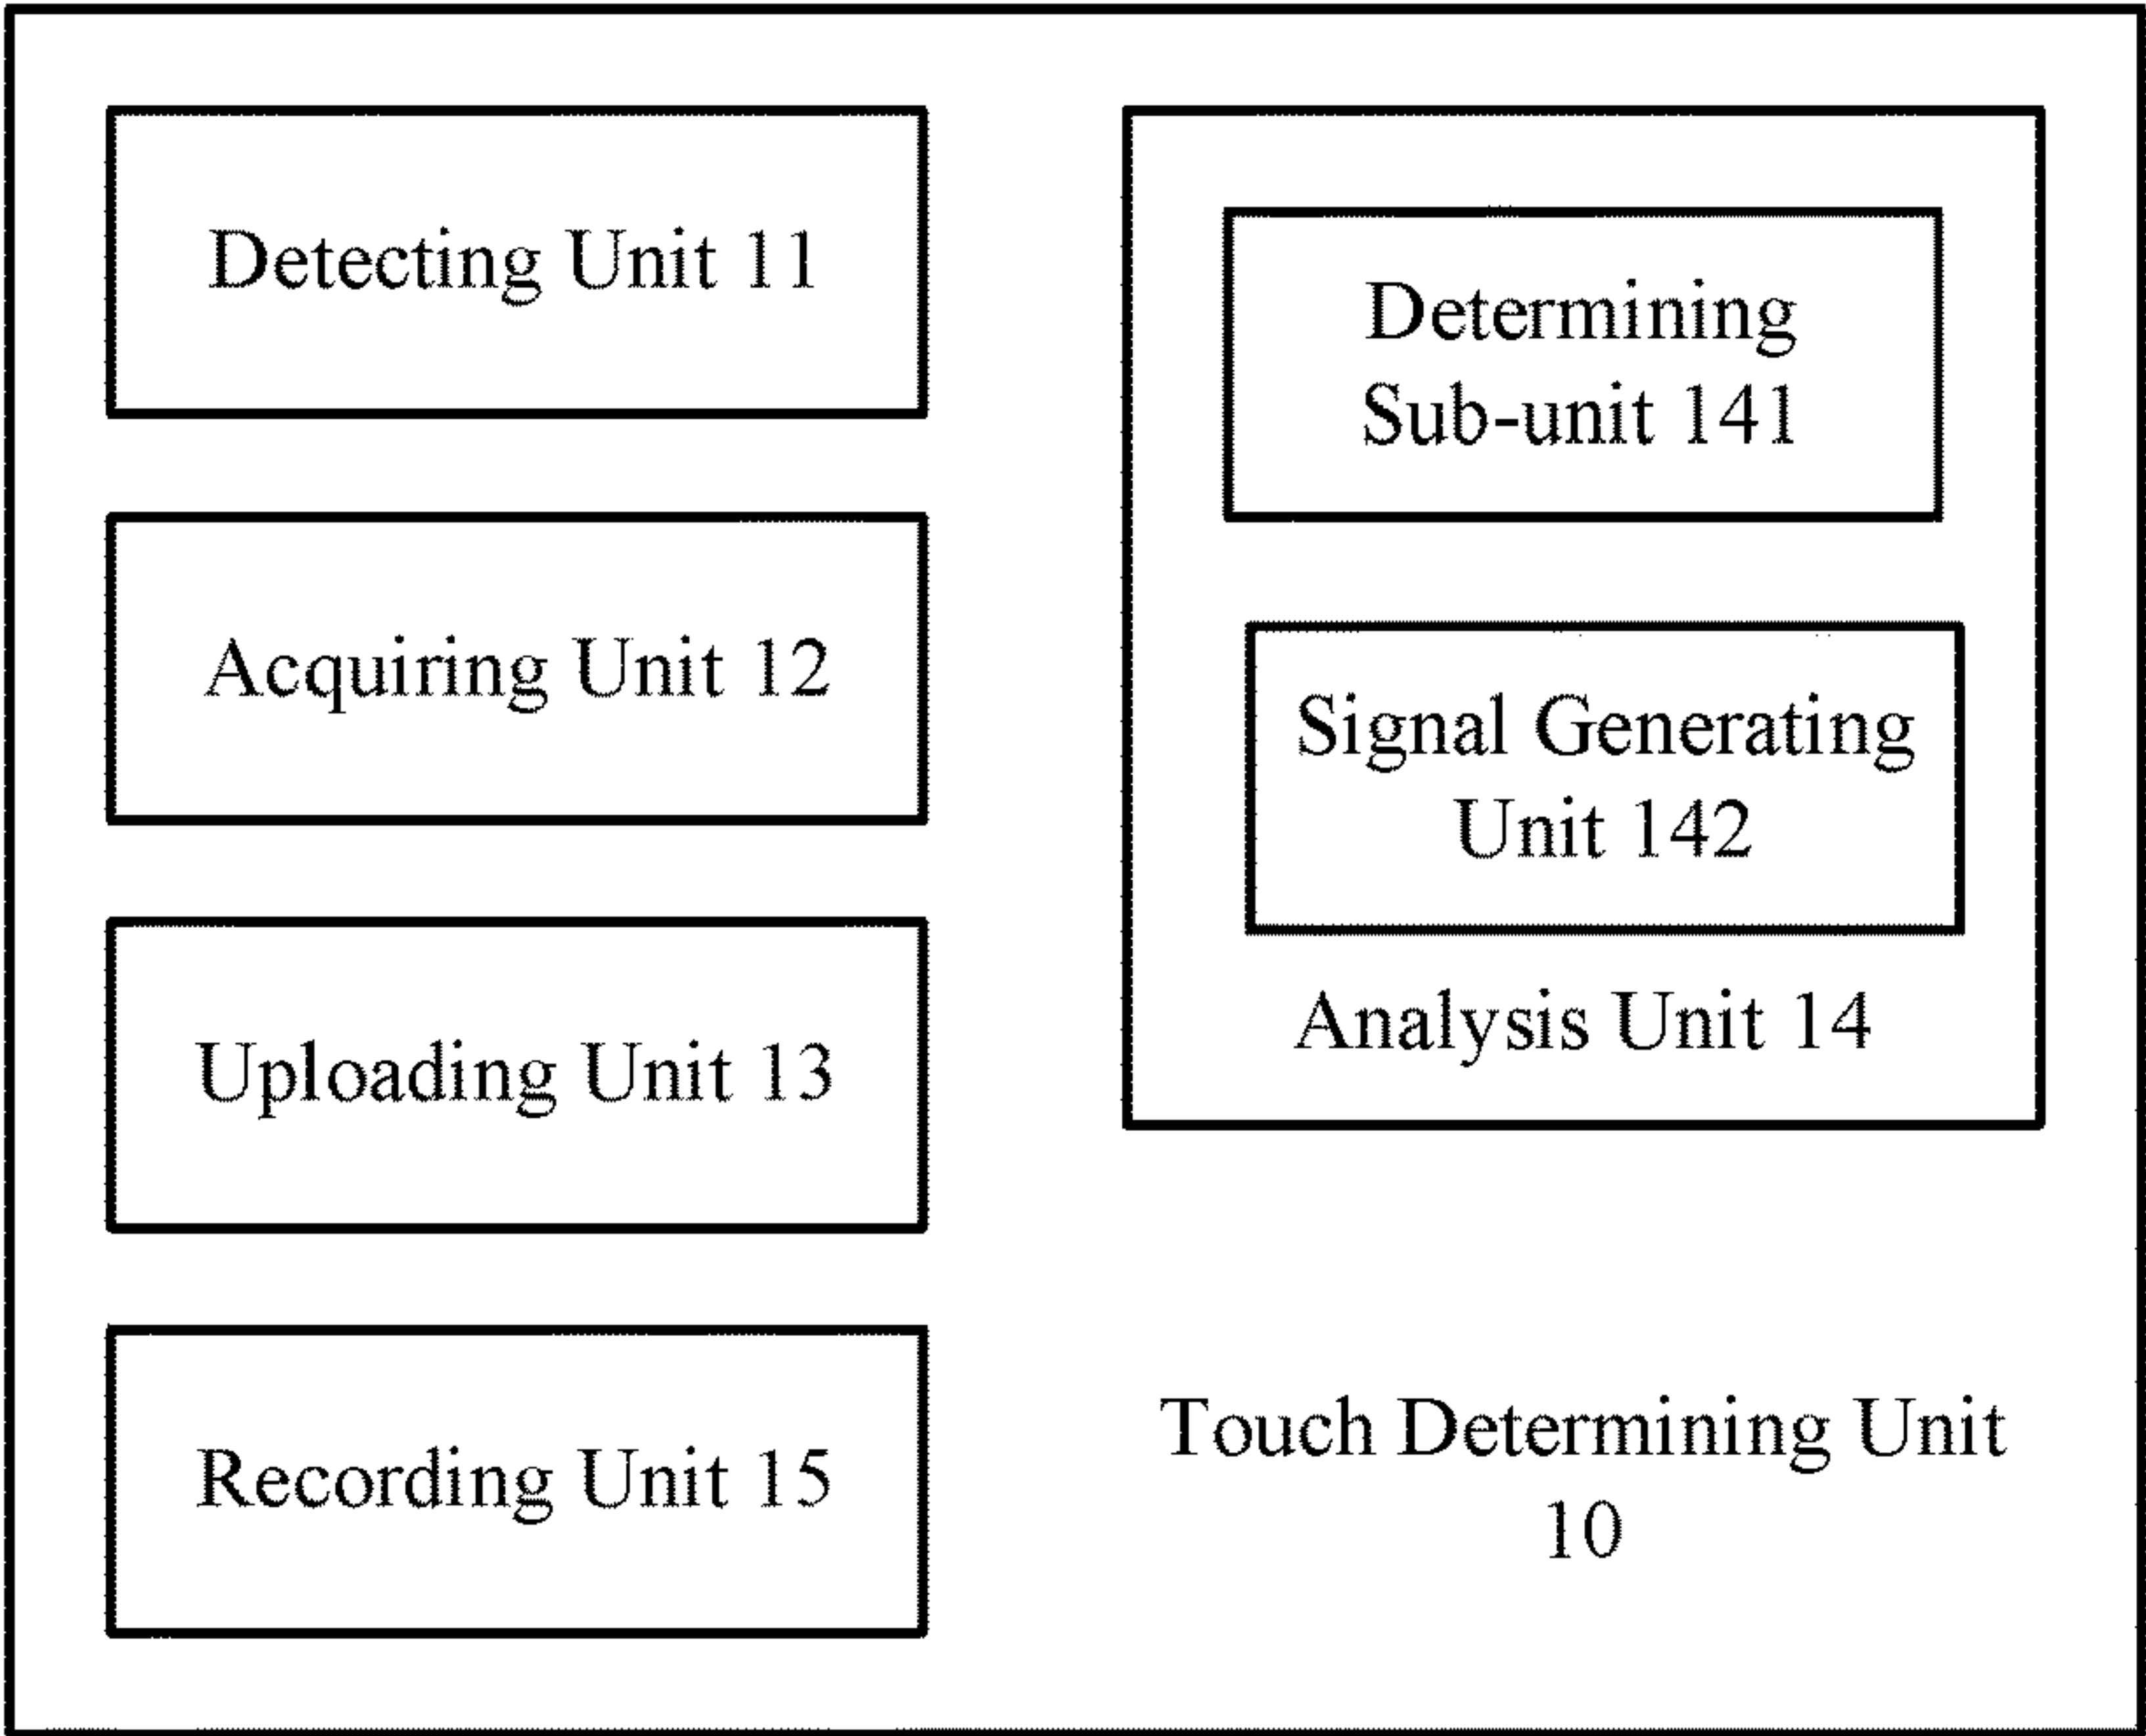 Detecting Unit 11
Acquiring Unit 12
Uploading Unit 13
Recording Unit 15
Determining
Sub-unit 141
Signal Generating
Unit 142
Analysis Unit 14
Touch Determining Unit
10